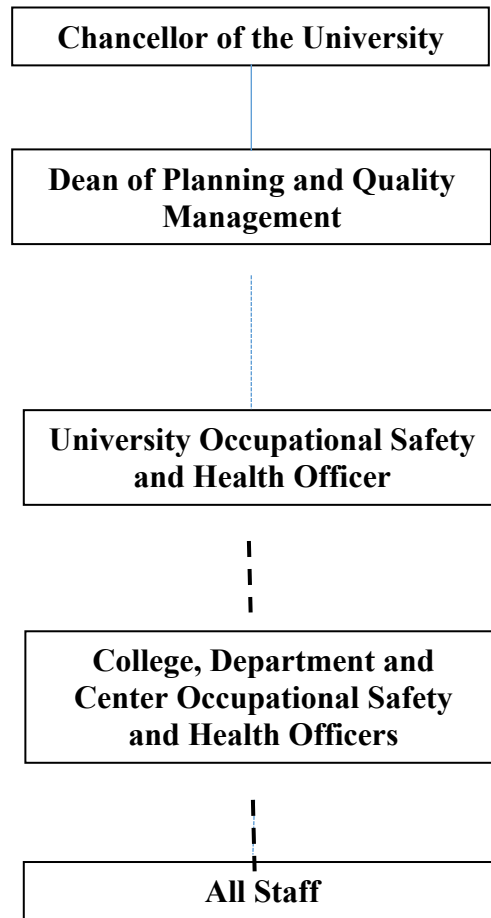 Chancellor of the University
Dean of Planning and Quality
Management
University Occupational Safety
and Health Officer
College, Department and
Center Occupational Safety
and Health Officers
All Staff